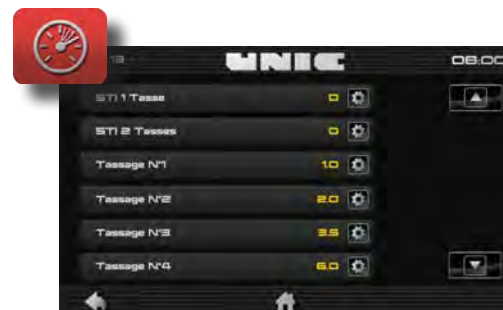 13 UNIC 08:00
STI 1 Tasse 0
STI 2 Tasses 0
Tassage N°1 1.0
Tassage N°2 2.0
Tassage N°3 3.5
Tassage N°4 6.0